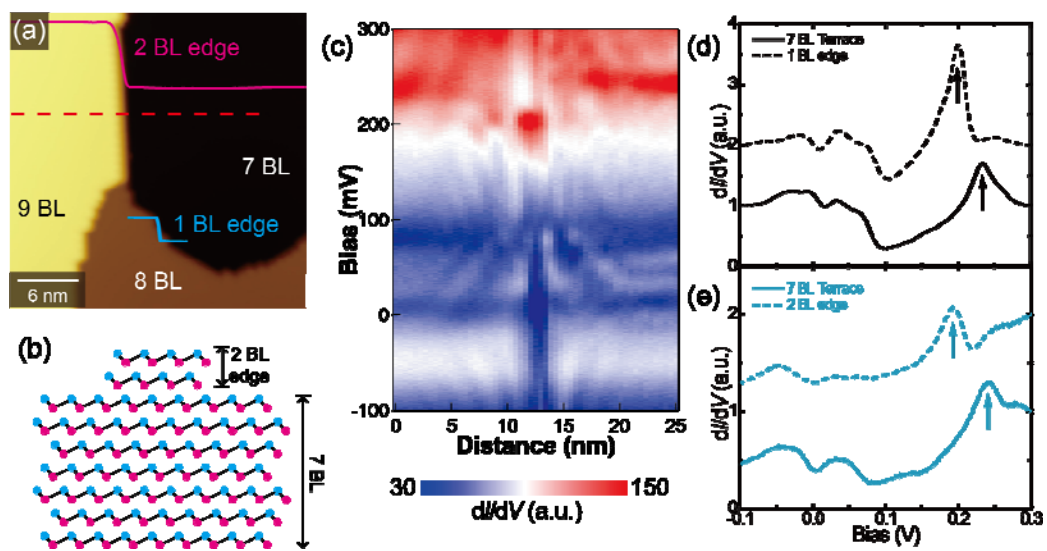 (a)
2 BL edge
7 BL
9 BL
1 BL edge
8 BL
6 nm
(b)
2 BL
edge
7 BL
(c)
300
200
100
0
-100
Bias (mV)
0 5 10 15 20 25
Distance (nm)
30 150
dI/dV (a.u.)
(d)
4
3
2
1
0
dI/dV (a.u.)
7 BL Terrace
1 BL edge
(e)
2
1
0
dI/dV (a.u.)
7 BL Terrace
2 BL edge
-0.1 0.0 0.1 0.2 0.3
Bias (V)